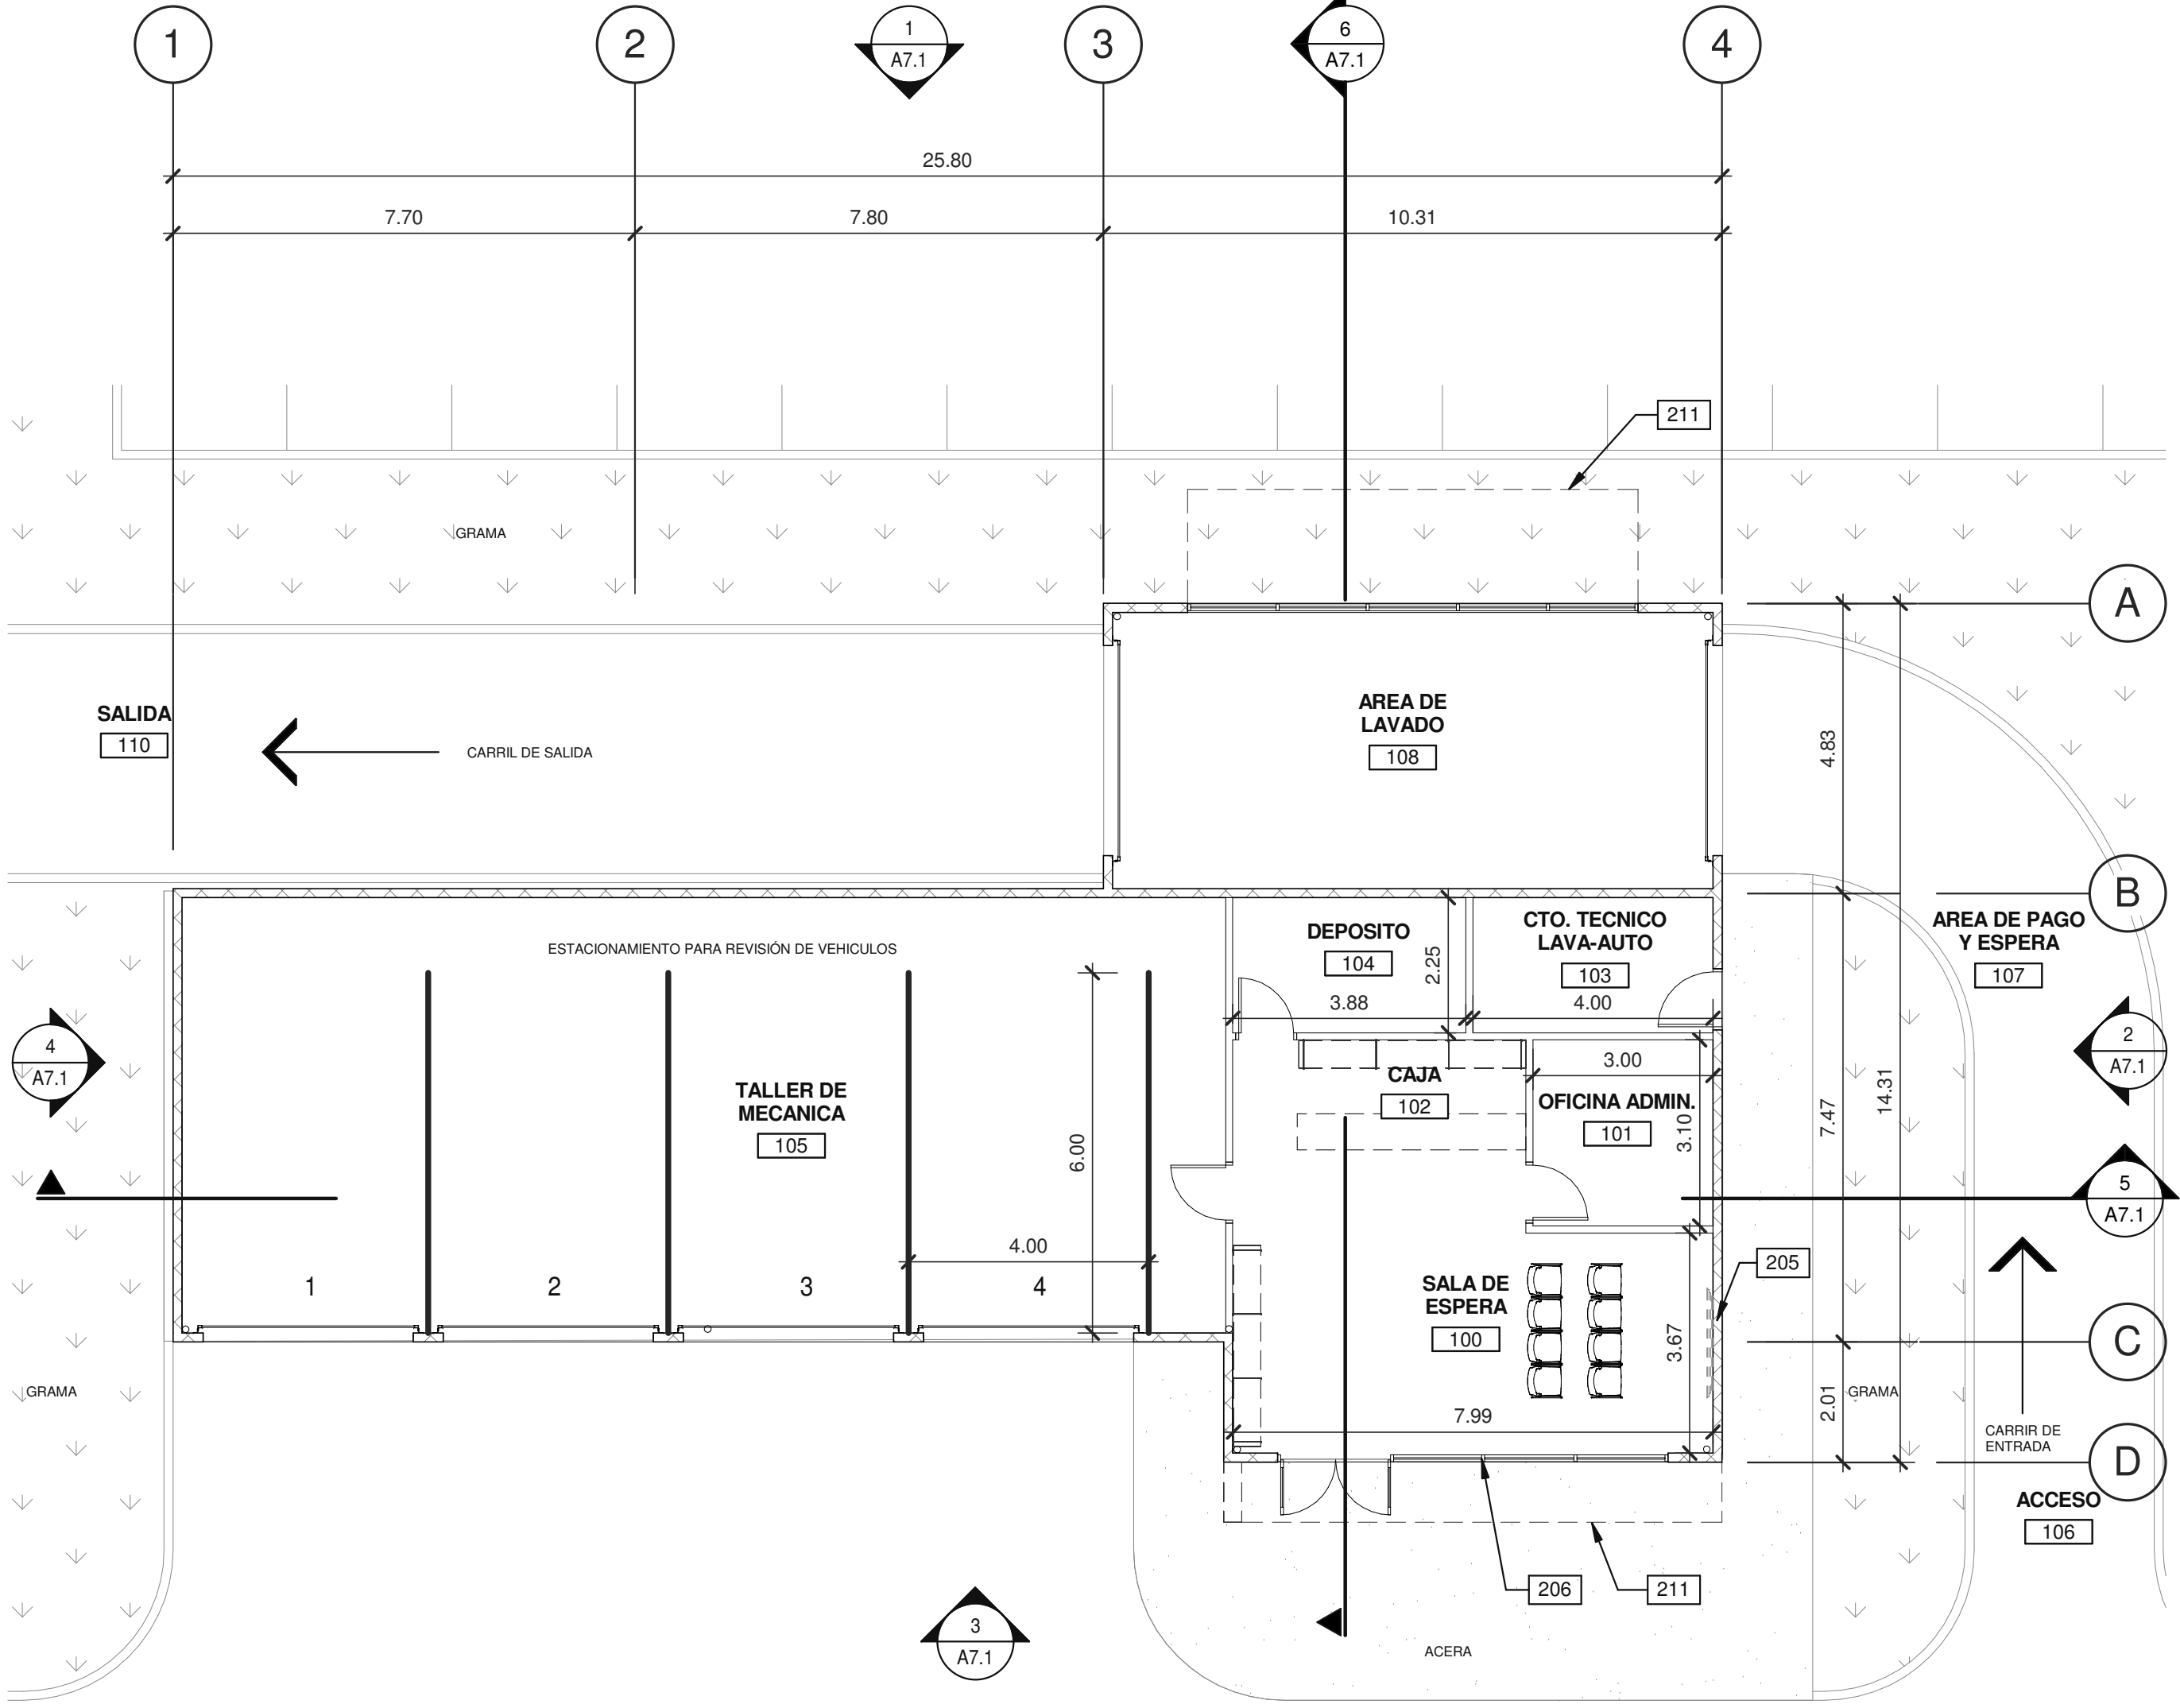 1
2
1
A7.1
3
6
A7.1
4
25.80
7.70
7.80
10.31
211
GRAMA
A
SALIDA
110
CARRIL DE SALIDA
AREA DE
LAVADO
108
4.83
B
ESTACIONAMIENTO PARA REVISIÓN DE VEHICULOS
DEPOSITO
104
2.25
3.88
CTO. TECNICO
LAVA-AUTO
103
4.00
AREA DE PAGO
Y ESPERA
107
4
A7.1
TALLER DE
MECANICA
105
6.00
CAJA
102
3.00
OFICINA ADMIN.
101
3.10
7.47
14.31
2
A7.1
5
A7.1
4.00
1
2
3
4
SALA DE
ESPERA
100
3.67
205
C
GRAMA
7.99
2.01
GRAMA
CARRIR DE
ENTRADA
D
ACCESO
106
206
211
3
A7.1
ACERA